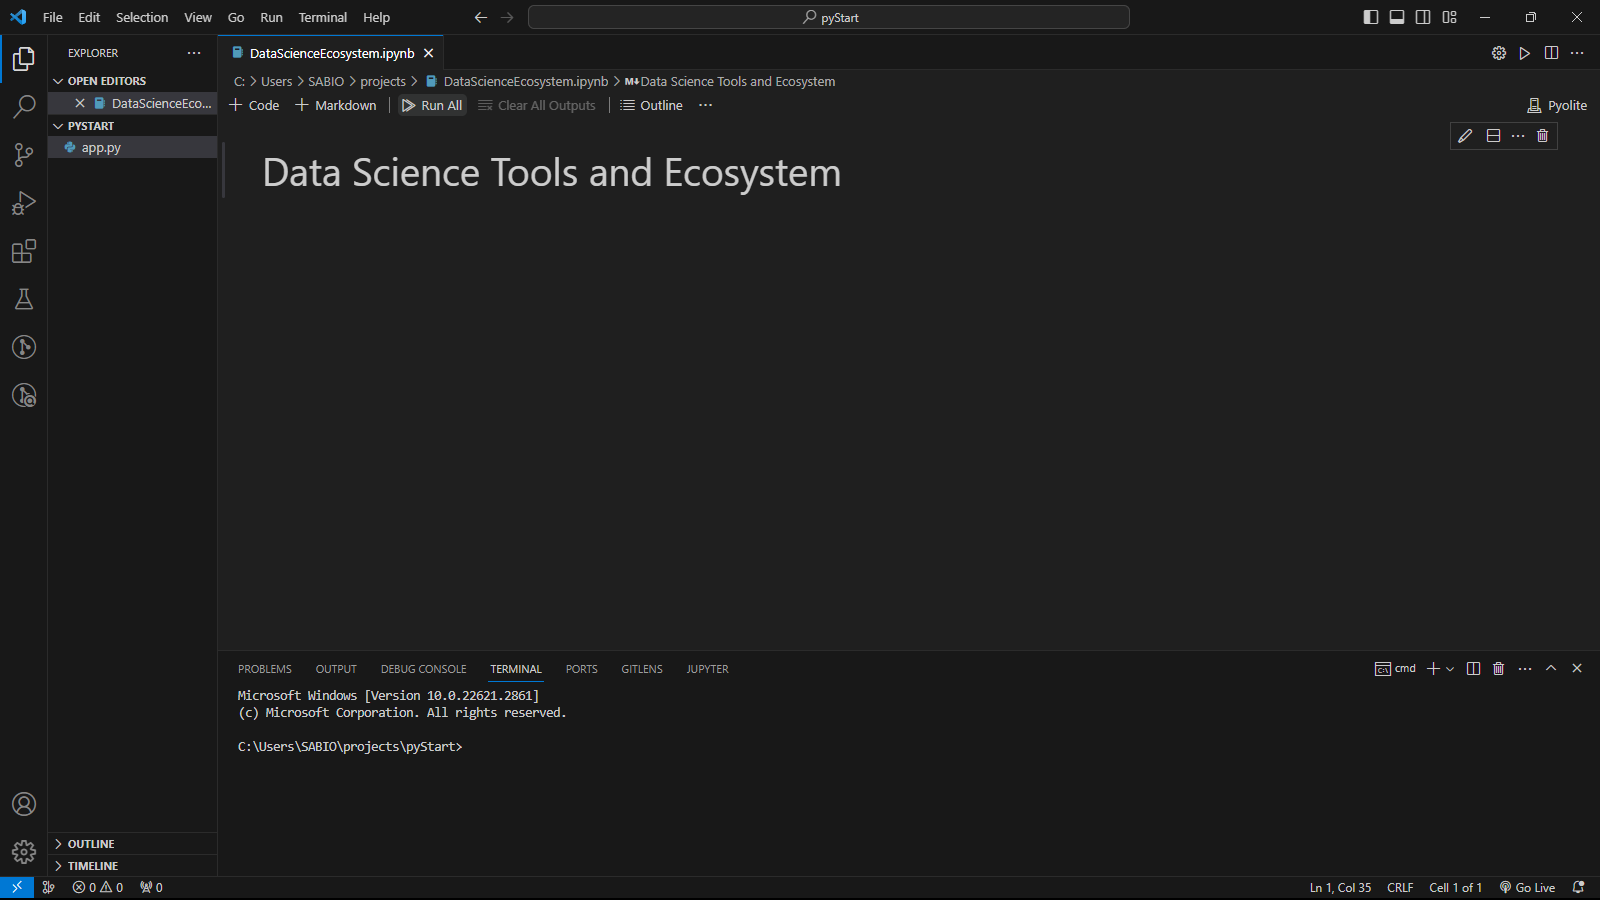 File Edit Selection View Go Run Terminal Help
pyStart
EXPLORER
OPEN EDITORS
DataScienceEco...
PYSTART
app.py
OUTLINE
TIMELINE
DataScienceEcosystem.ipynb
C: > Users > SABIO > projects > DataScienceEcosystem.ipynb > M↓Data Science Tools and Ecosystem
+ Code + Markdown | Run All Clear All Outputs | Outline ...
Pyolite
Data Science Tools and Ecosystem
PROBLEMS OUTPUT DEBUG CONSOLE TERMINAL PORTS GITLENS JUPYTER
cmd
Microsoft Windows [Version 10.0.22621.2861]
(c) Microsoft Corporation. All rights reserved.
C:\Users\SABIO\projects\pyStart>
0 0 0
Ln 1, Col 35 CRLF Cell 1 of 1 Go Live